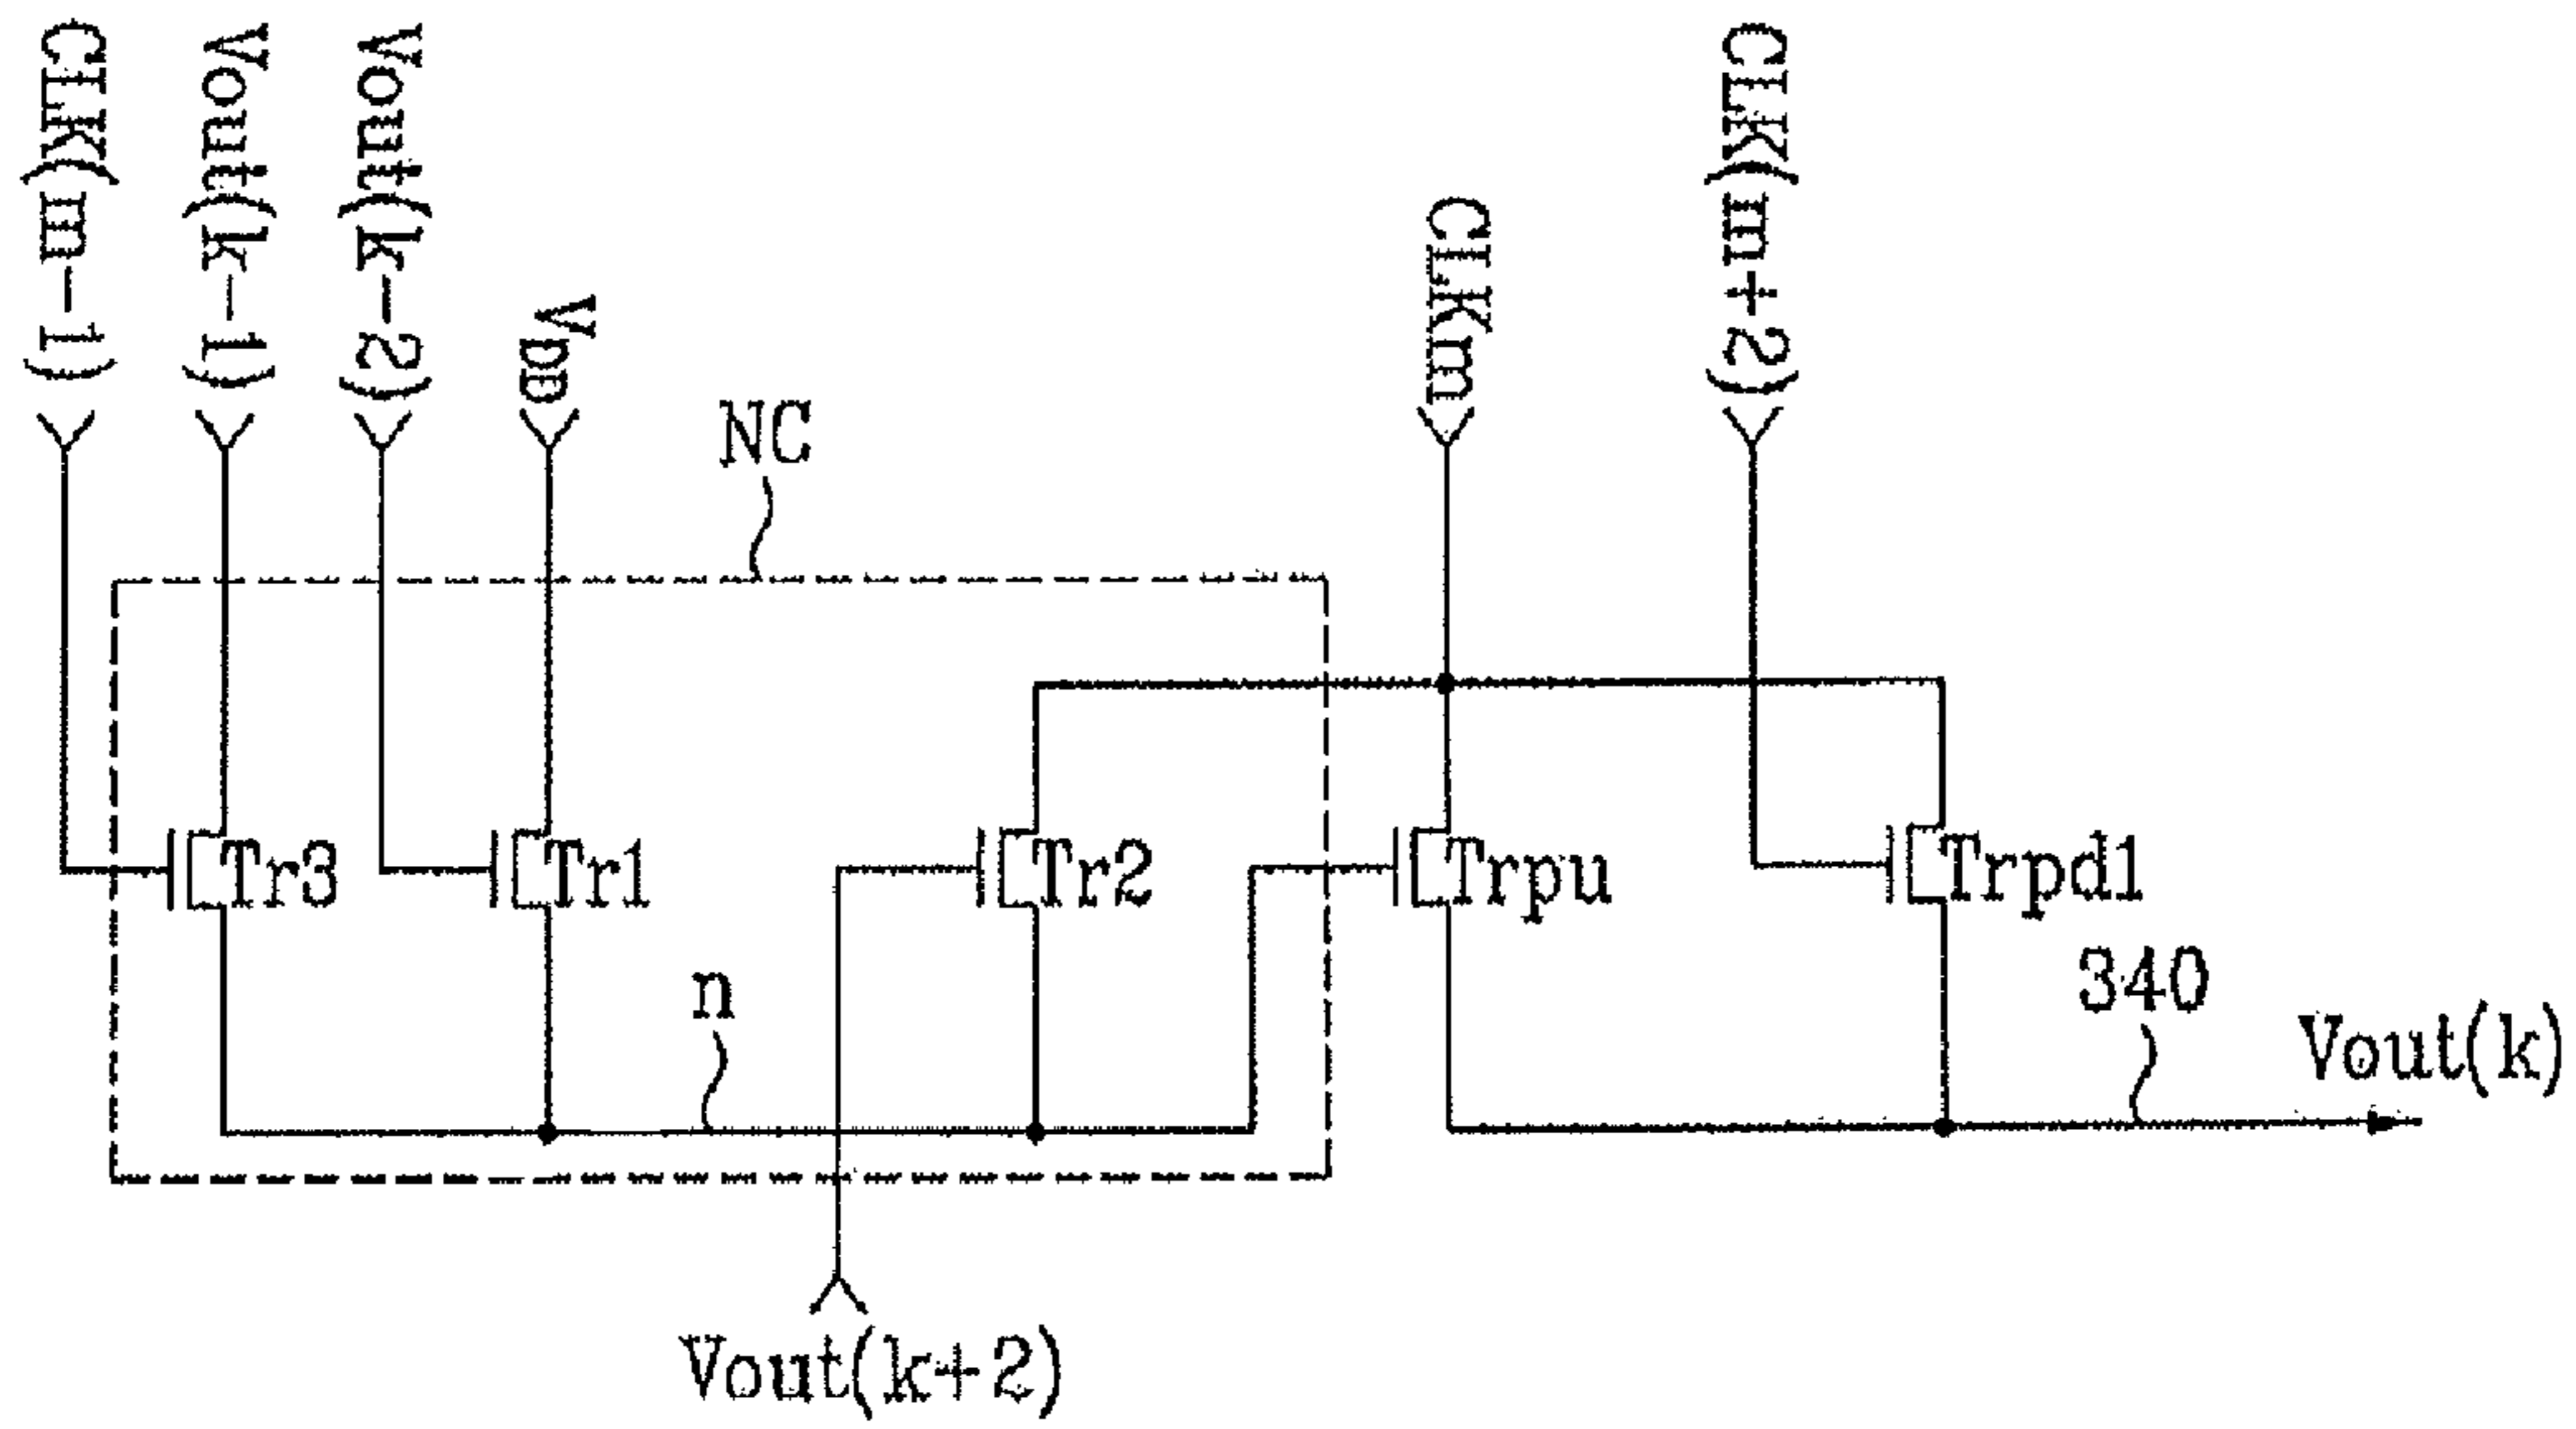 CLK(m-1)
Vout(k-1)
Vout(k-2)
VDD
NC
CLKm
CLK(m+2)
Tr3
Tr1
Tr2
Trpu
Trpd1
n
340
Vout(k)
Vout(k+2)